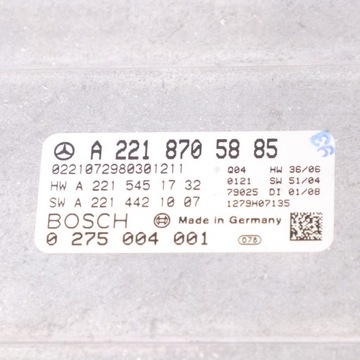 A 221 870 58 85
0221072980301211 Q04 HW 36/06
HW A 221 545 17 32 0121 SW 51/04
SW A 221 442 10 07 79025 DI 01/08
BOSCH Made in Germany 1279H07135
0 275 004 001 078